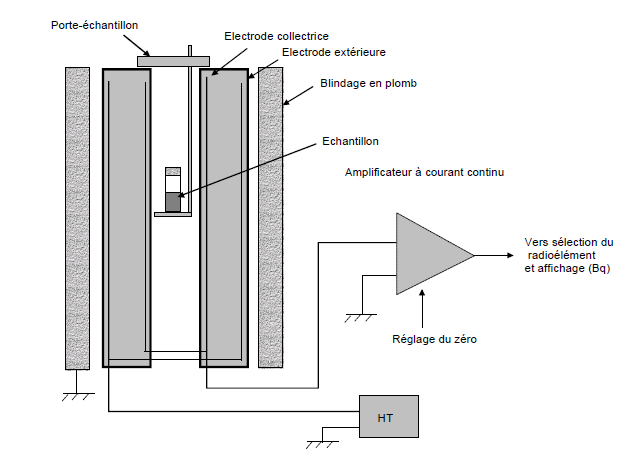 Porte-échantillon
Electrode collectrice
Electrode extérieure
Blindage en plomb
Echantillon
Amplificateur à courant continu
Vers sélection du
radioélément
et affichage (Bq)
Réglage du zéro
HT